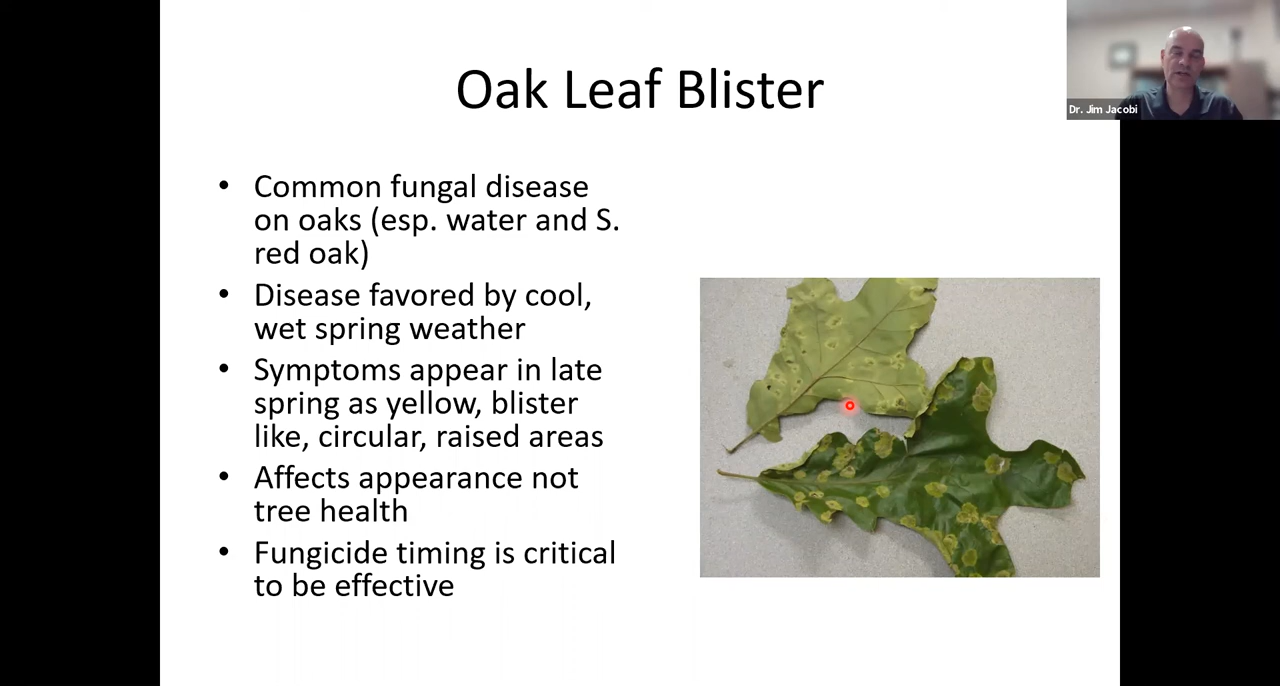 Oak Leaf Blister
Dr. Jim Jacobi
• Common fungal disease
on oaks (esp. water and S.
red oak)
• Disease favored by cool,
wet spring weather
• Symptoms appear in late
spring as yellow, blister
like, circular, raised areas
• Affects appearance not
tree health
• Fungicide timing is critical
to be effective